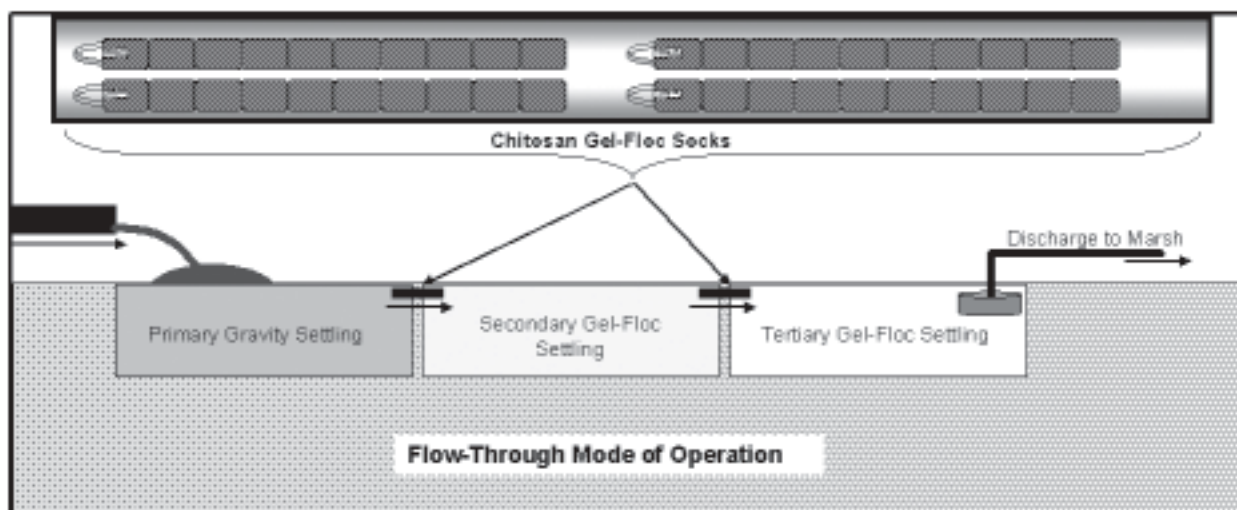 Chitosan Gel-Floc Socks
Discharge to Marsh
Primary Gravity Settling
Secondary Gel-Floc
Settling
Tertiary Gel-Floc Settling
Flow-Through Mode of Operation